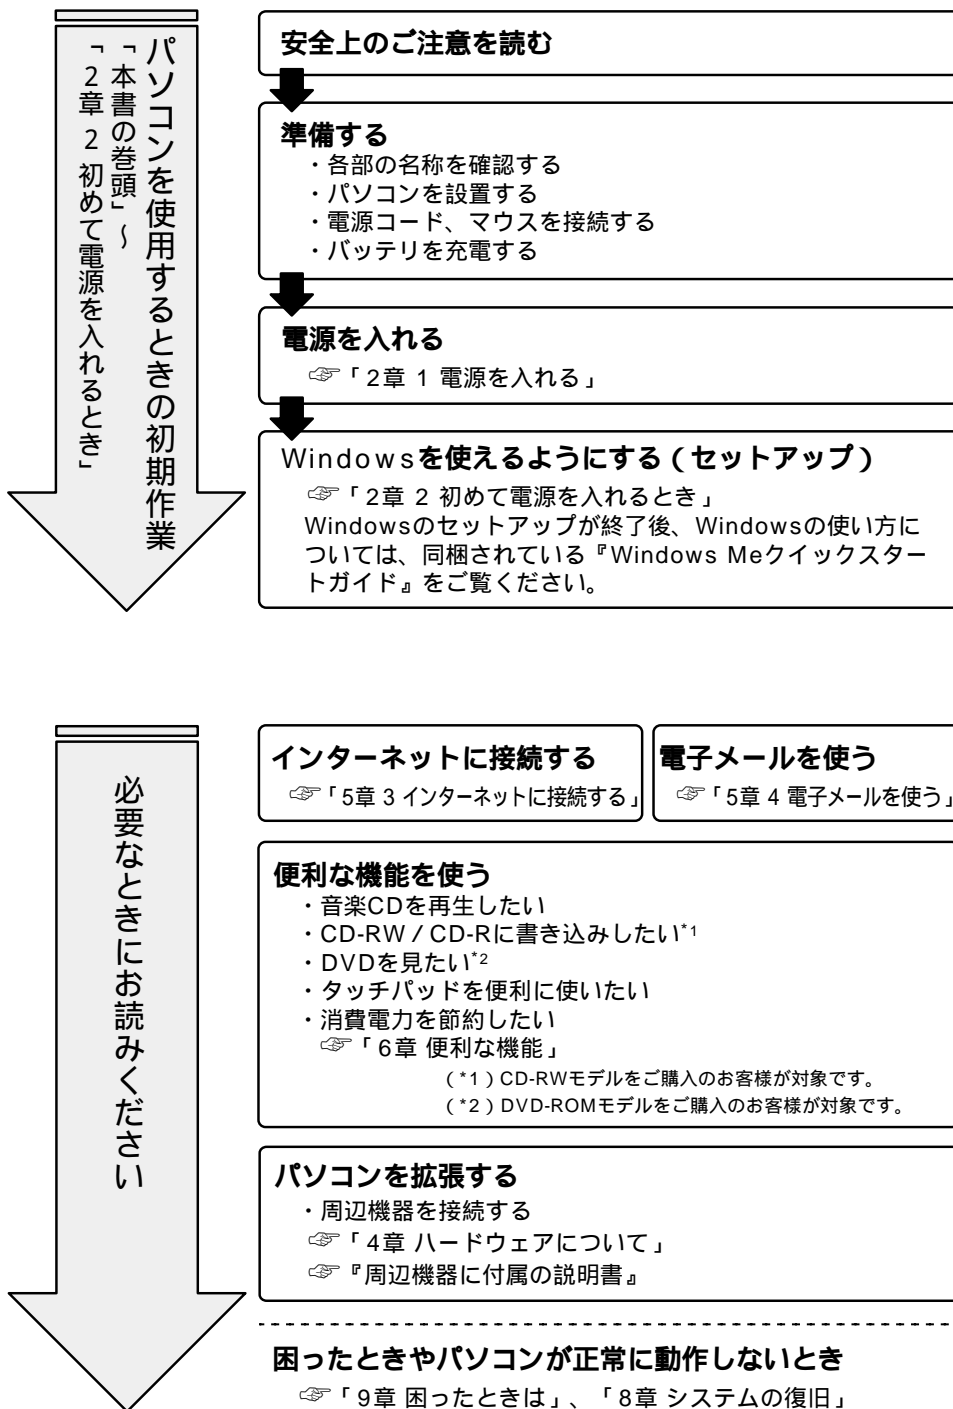 パソコンを使用するときの初期作業
「本書の巻頭」～
「2章 2 初めて電源を入れるとき」
安全上のご注意を読む
準備する
・各部の名称を確認する
・パソコンを設置する
・電源コード、マウスを接続する
・バッテリを充電する
電源を入れる
☞「2章 1 電源を入れる」
Windowsを使えるようにする（セットアップ）
☞「2章 2 初めて電源を入れるとき」
Windowsのセットアップが終了後、Windowsの使い方に
ついては、同梱されている『Windows Meクイックスター
トガイド』をご覧ください。
必要なときにお読みください
インターネットに接続する
☞「5章 3 インターネットに接続する」
電子メールを使う
☞「5章 4 電子メールを使う」
便利な機能を使う
・音楽CDを再生したい
・CD-RW／CD-Rに書き込みしたい*1
・DVDを見たい*2
・タッチパッドを便利に使いたい
・消費電力を節約したい
☞「6章 便利な機能」
（*1）CD-RWモデルをご購入のお客様が対象です。
（*2）DVD-ROMモデルをご購入のお客様が対象です。
パソコンを拡張する
・周辺機器を接続する
☞「4章 ハードウェアについて」
☞『周辺機器に付属の説明書』
困ったときやパソコンが正常に動作しないとき
☞「9章 困ったときは」、「8章 システムの復旧」